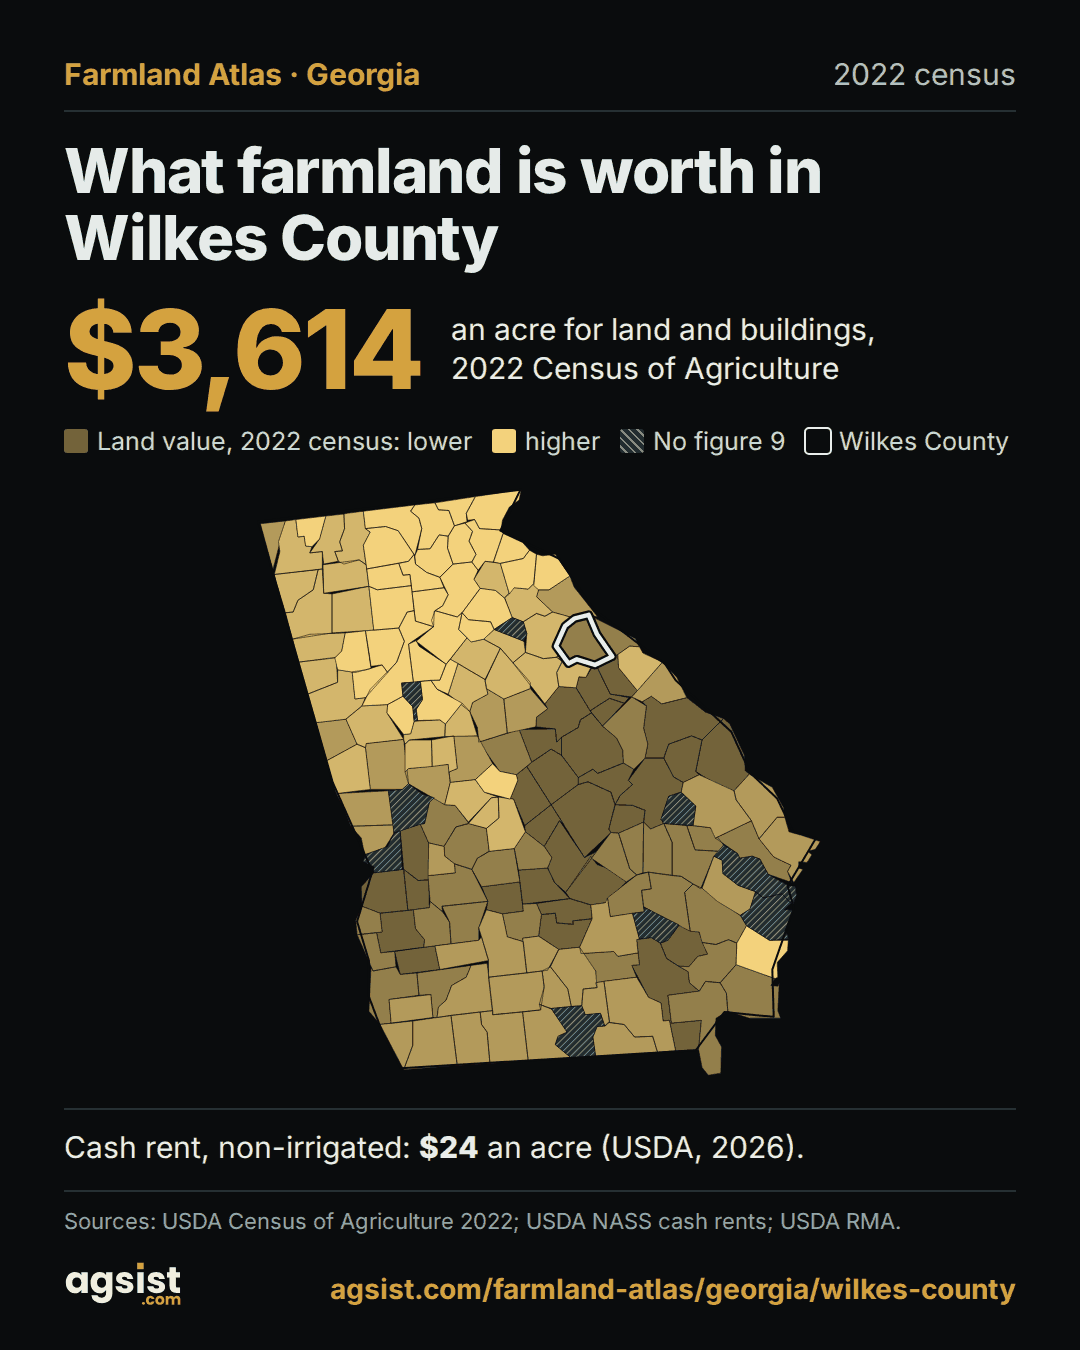 Farmland Atlas · Georgia
2022 census
What farmland is worth in
Wilkes County
$3,614
an acre for land and buildings,
2022 Census of Agriculture
Land value, 2022 census: lower
higher
No figure 9
Wilkes County
Cash rent, non-irrigated: $24 an acre (USDA, 2026).
Sources: USDA Census of Agriculture 2022; USDA NASS cash rents; USDA RMA.
agsist
.com
agsist.com/farmland-atlas/georgia/wilkes-county